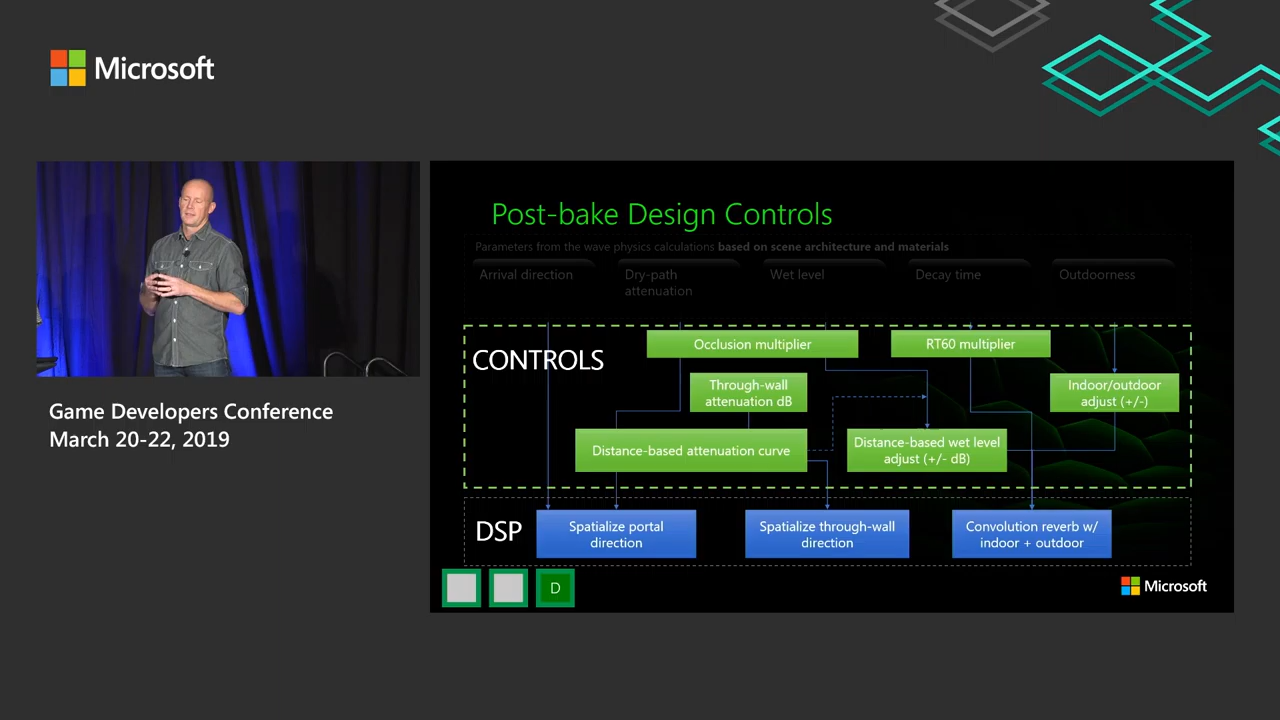 Microsoft
Game Developers Conference
March 20-22, 2019
Post-bake Design Controls
Parameters from the wave physics calculations based on scene architecture and materials
Arrival direction
Dry-path
attenuation
Wet level
Decay time
Outdoorness
CONTROLS
Occlusion multiplier
RT60 multiplier
Through-wall
attenuation dB
Indoor/outdoor
adjust (+/-)
Distance-based attenuation curve
Distance-based wet level
adjust (+/- dB)
DSP
Spatialize portal
direction
Spatialize through-wall
direction
Convolution reverb w/
indoor + outdoor
D
Microsoft